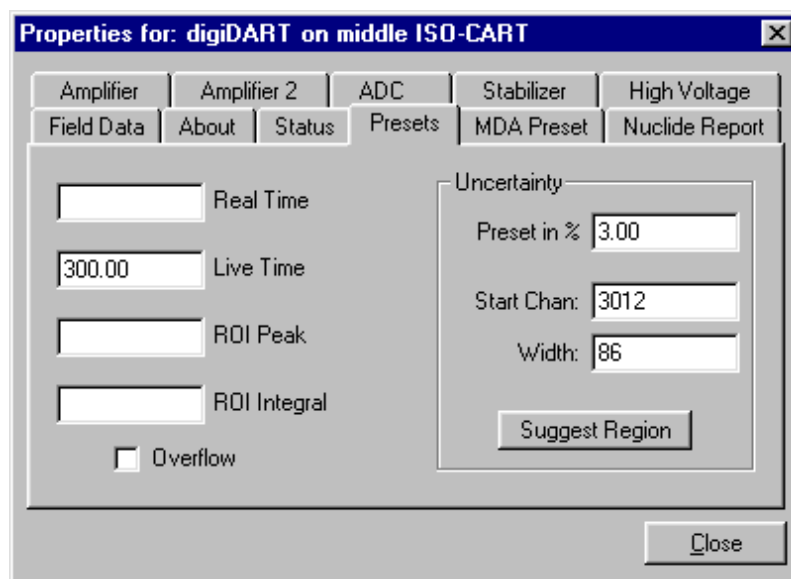 Properties for: digiDART on middle ISO-CART
Amplifier Amplifier 2 ADC Stabilizer High Voltage
Field Data About Status Presets MDA Preset Nuclide Report
Real Time
300.00 Live Time
ROI Peak
ROI Integral
Overflow
Uncertainty
Preset in % 3.00
Start Chan: 3012
Width: 86
Suggest Region
Close